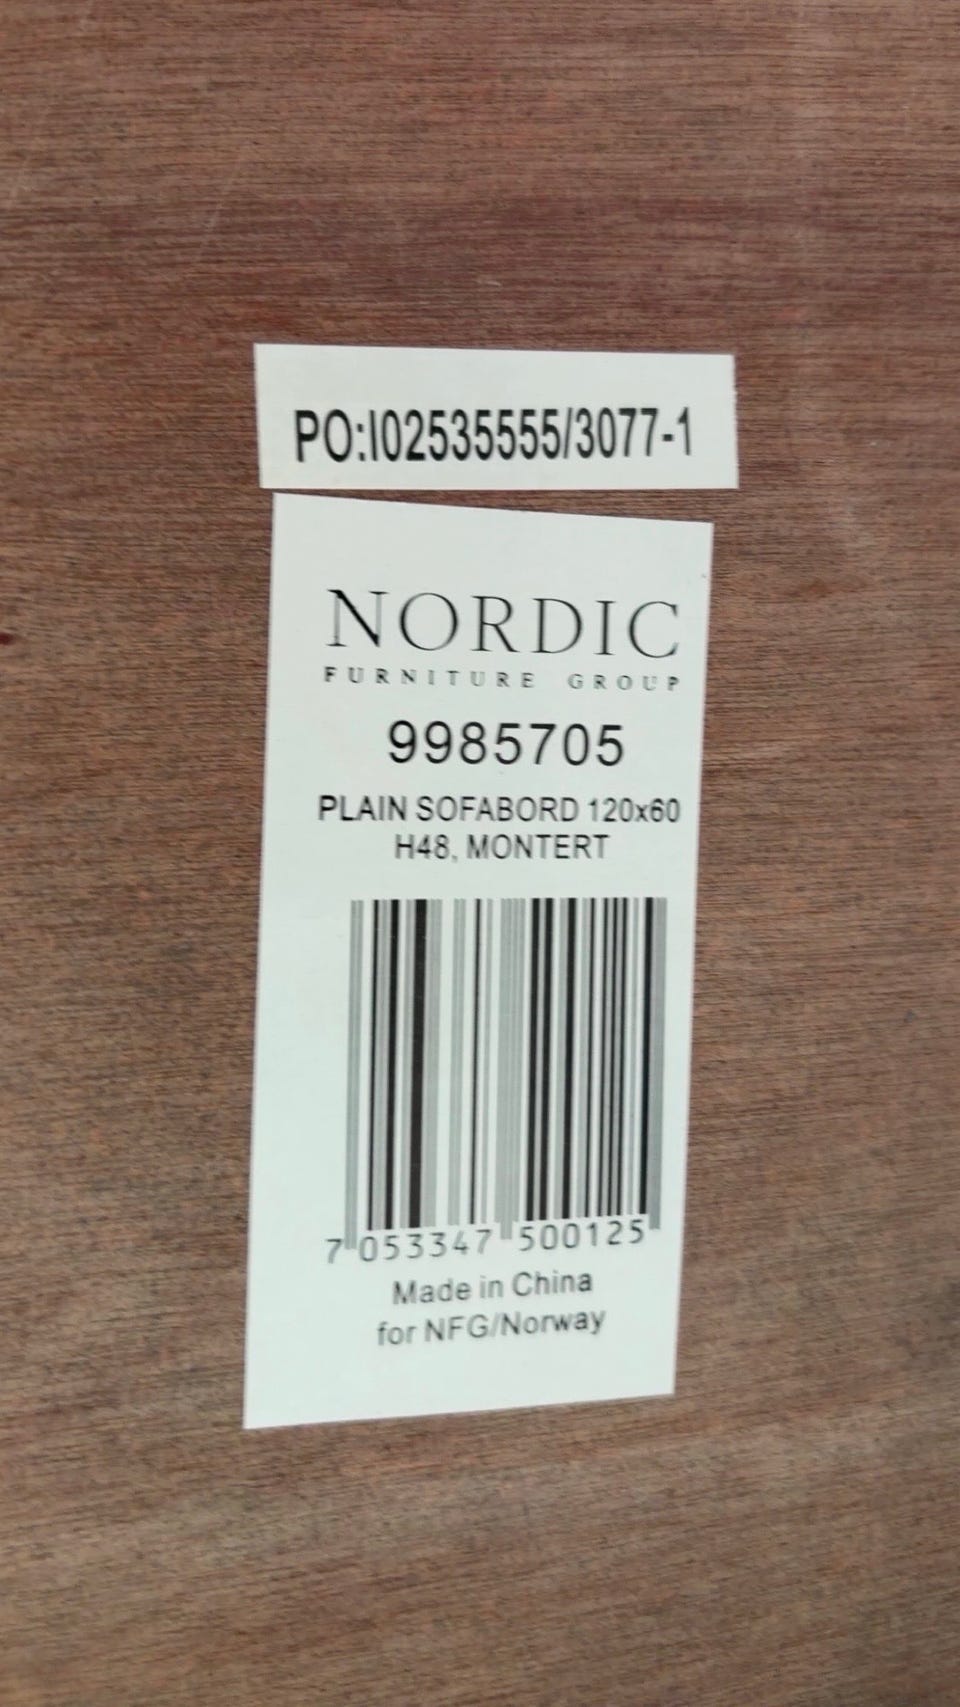 PO:I02535555/3077-1
NORDIC
FURNITURE GROUP
9985705
PLAIN SOFABORD 120x60
H48, MONTERT
7 053347 500125
Made in China
for NFG/Norway